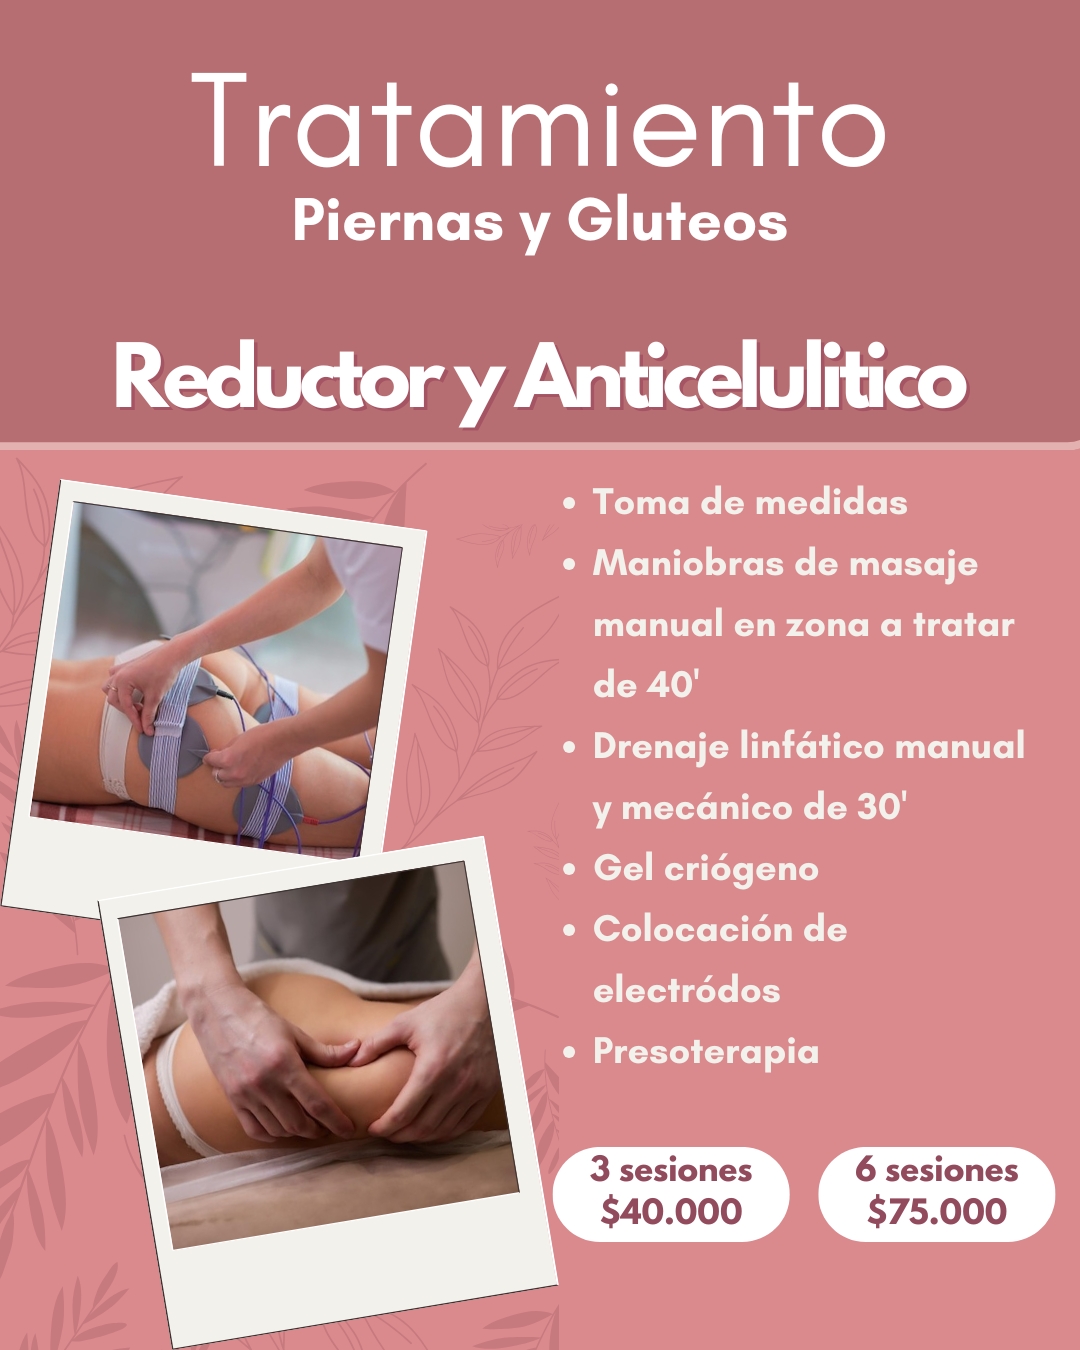 Tratamiento
Piernas y Gluteos
Reductor y Anticelulitico
• Toma de medidas
• Maniobras de masaje
manual en zona a tratar
de 40'
• Drenaje linfático manual
y mecánico de 30'
• Gel criógeno
• Colocación de
electródos
• Presoterapia
3 sesiones
$40.000
6 sesiones
$75.000